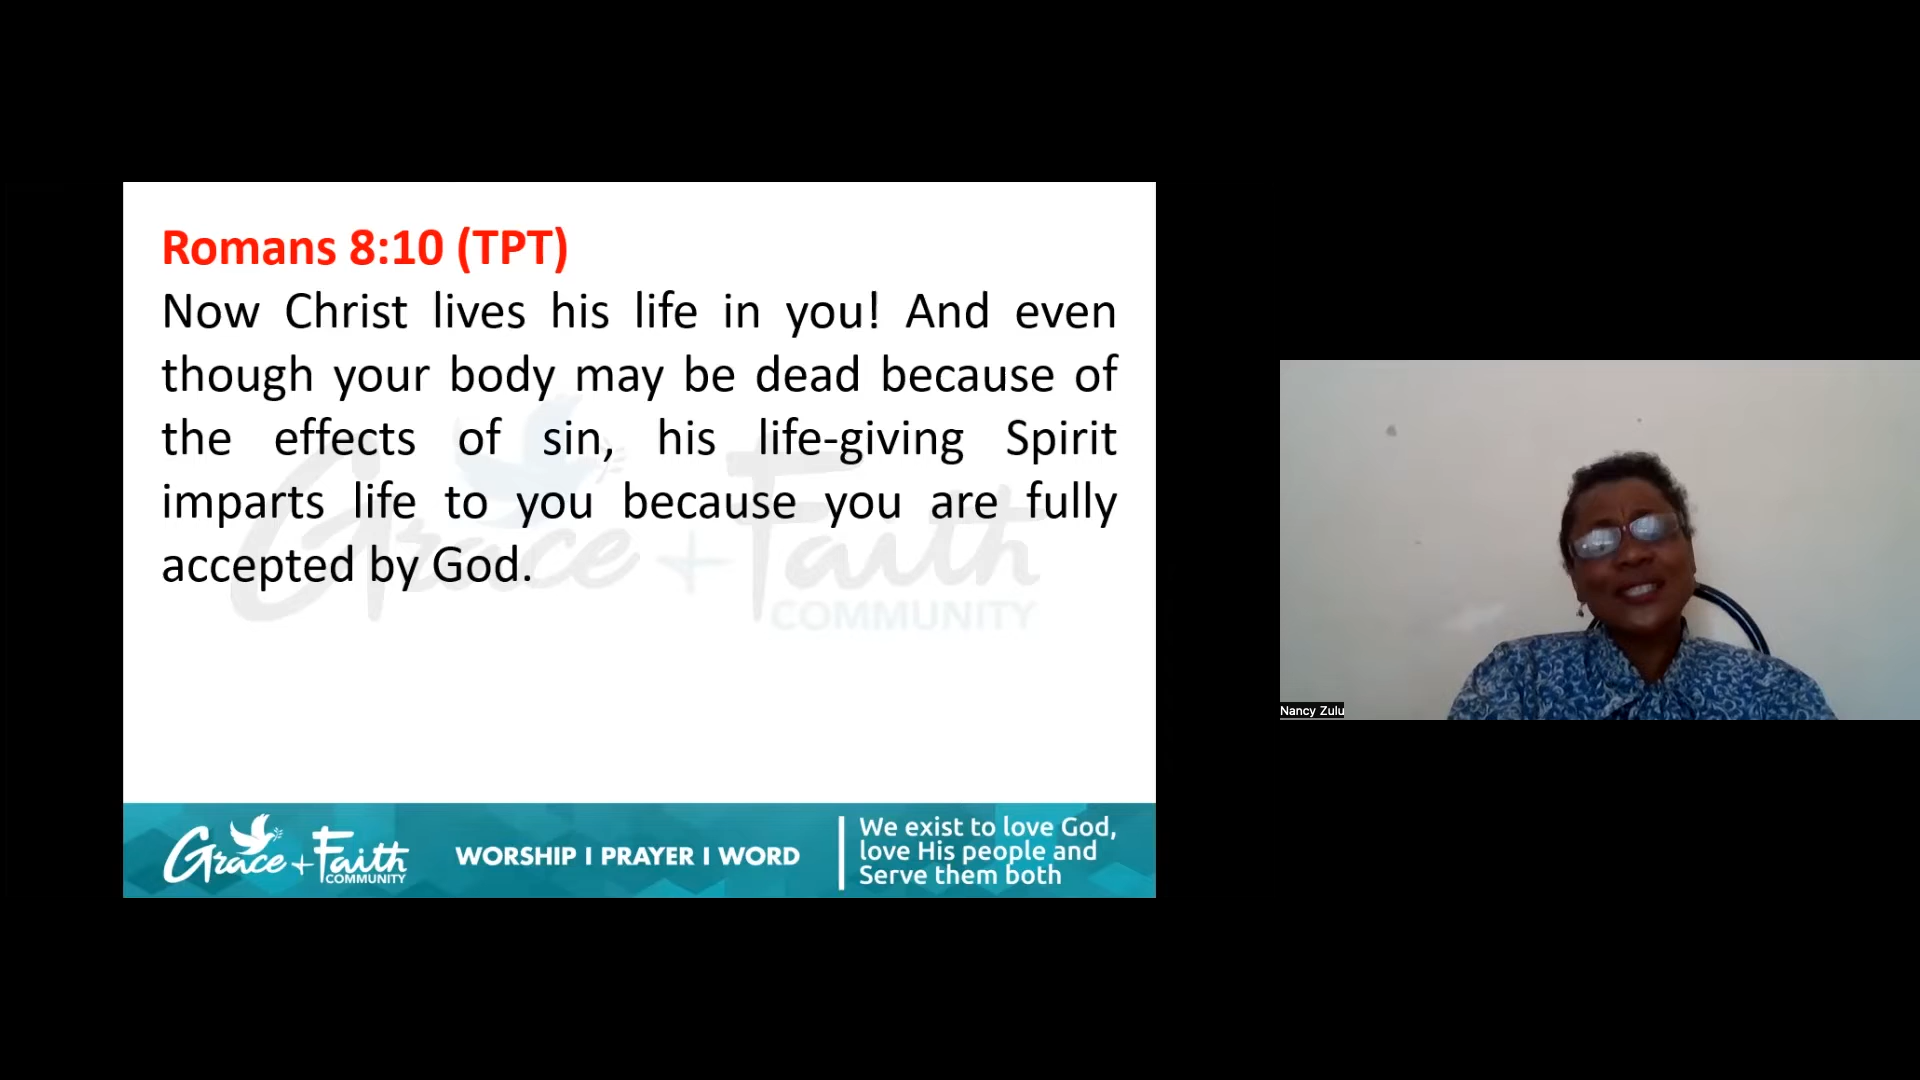 Romans 8:10 (TPT)
Now Christ lives his life in you! And even
though your body may be dead because of
the effects of sin, his life-giving Spirit
imparts life to you because you are fully
accepted by God.
Grace + Faith
COMMUNITY
Grace + Faith
COMMUNITY
WORSHIP | PRAYER | WORD
We exist to love God,
love His people and
Serve them both
Nancy Zulu